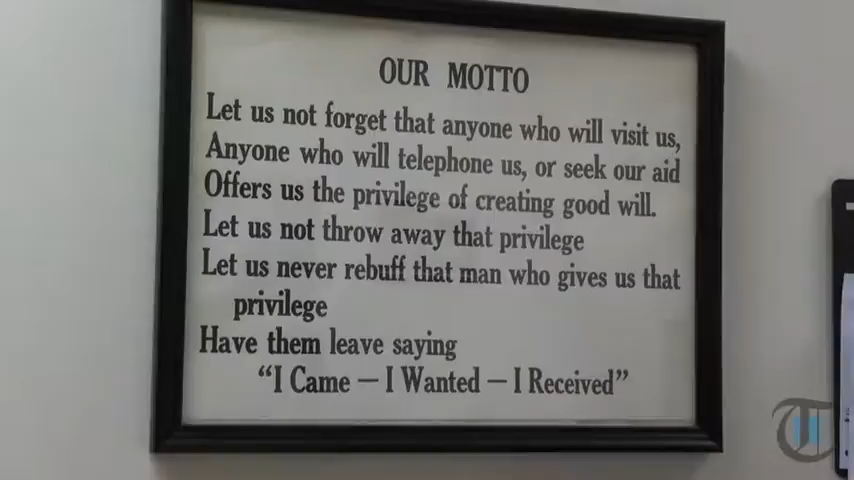 OUR MOTTO
Let us not forget that anyone who will visit us,
Anyone who will telephone us, or seek our aid
Offers us the privilege of creating good will.
Let us not throw away that privilege
Let us never rebuff that man who gives us that
privilege
Have them leave saying
“I Came — I Wanted — I Received”
T